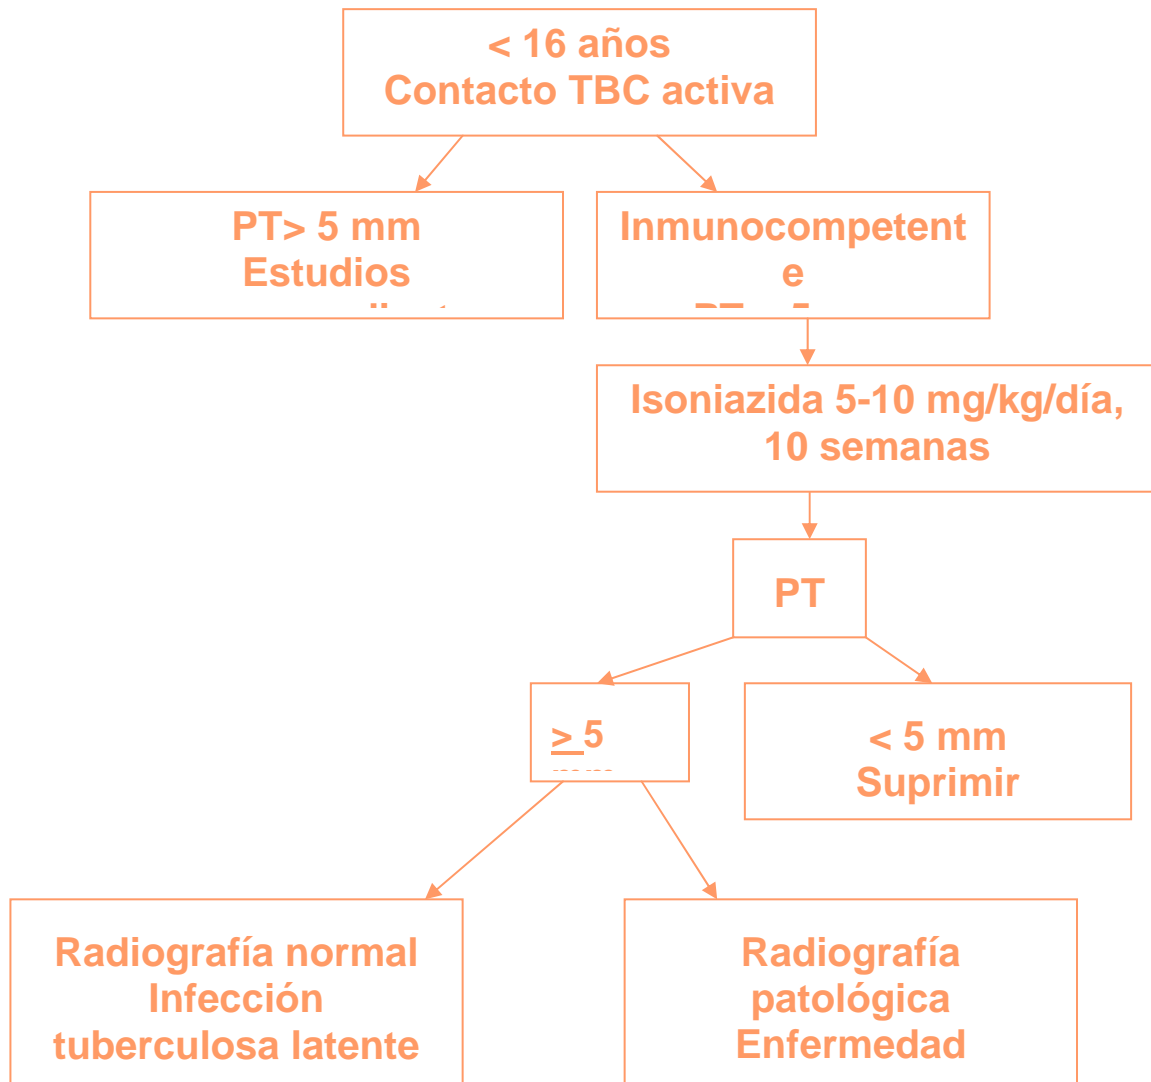 < 16 años
Contacto TBC activa
PT> 5 mm
Estudios
Inmunocompetent
e
Isoniazida 5-10 mg/kg/día,
10 semanas
PT
≥ 5
< 5 mm
Suprimir
Radiografía normal
Infección
tuberculosa latente
Radiografía
patológica
Enfermedad